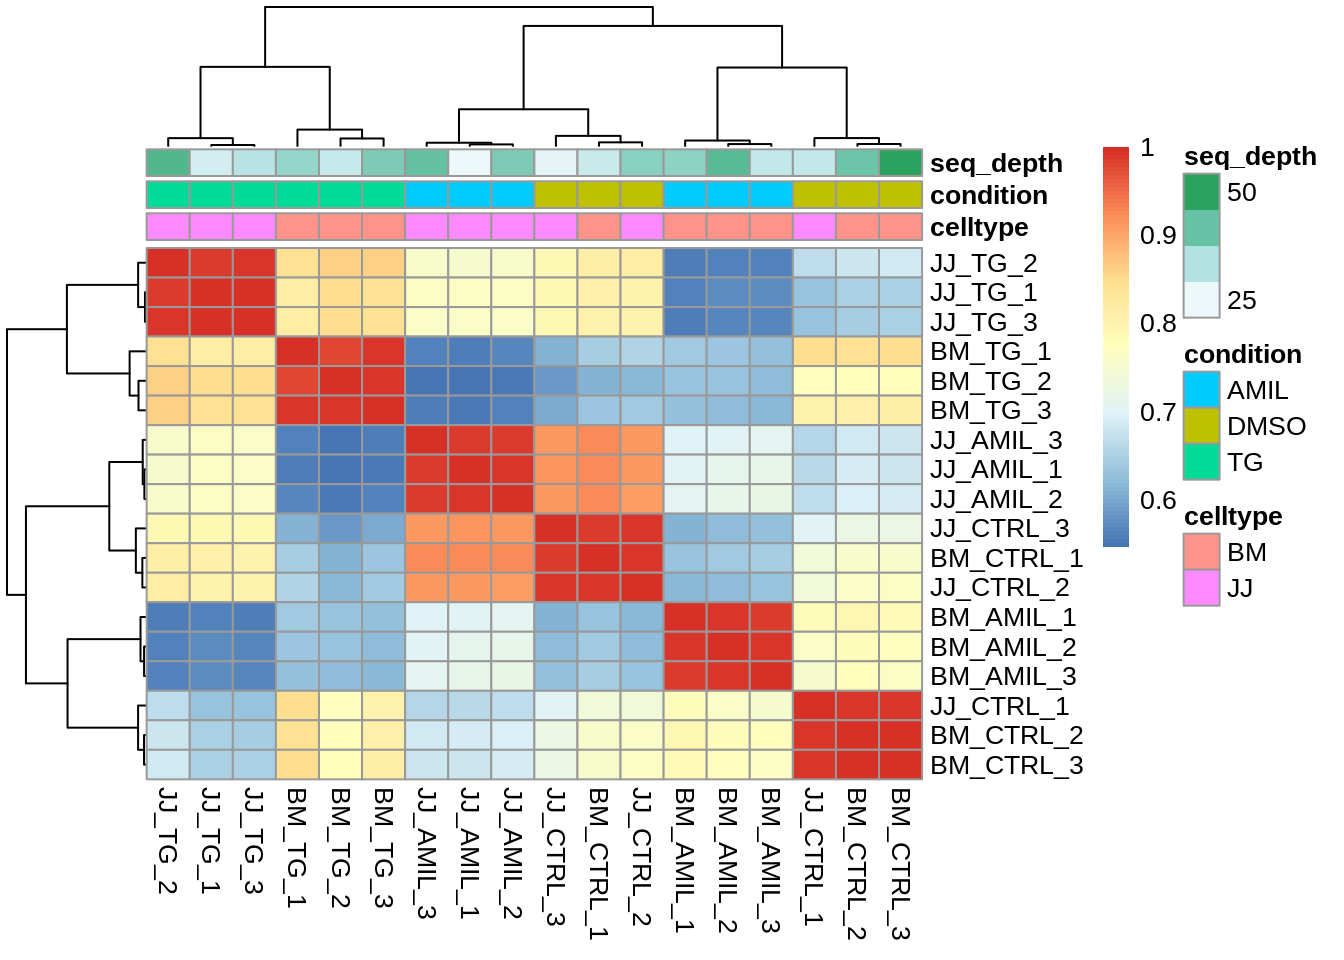 seq_depth
condition
celltype
JJ_TG_2
JJ_TG_1
JJ_TG_3
BM_TG_1
BM_TG_2
BM_TG_3
JJ_AMIL_3
JJ_AMIL_1
JJ_AMIL_2
JJ_CTRL_3
BM_CTRL_1
JJ_CTRL_2
BM_AMIL_1
BM_AMIL_2
BM_AMIL_3
JJ_CTRL_1
BM_CTRL_2
BM_CTRL_3
JJ_TG_2
JJ_TG_1
JJ_TG_3
BM_TG_1
BM_TG_2
BM_TG_3
JJ_AMIL_3
JJ_AMIL_1
JJ_AMIL_2
JJ_CTRL_3
BM_CTRL_1
JJ_CTRL_2
BM_AMIL_1
BM_AMIL_2
BM_AMIL_3
JJ_CTRL_1
BM_CTRL_2
BM_CTRL_3
1
0.9
0.8
0.7
0.6
seq_depth
50
25
condition
AMIL
DMSO
TG
celltype
BM
JJ